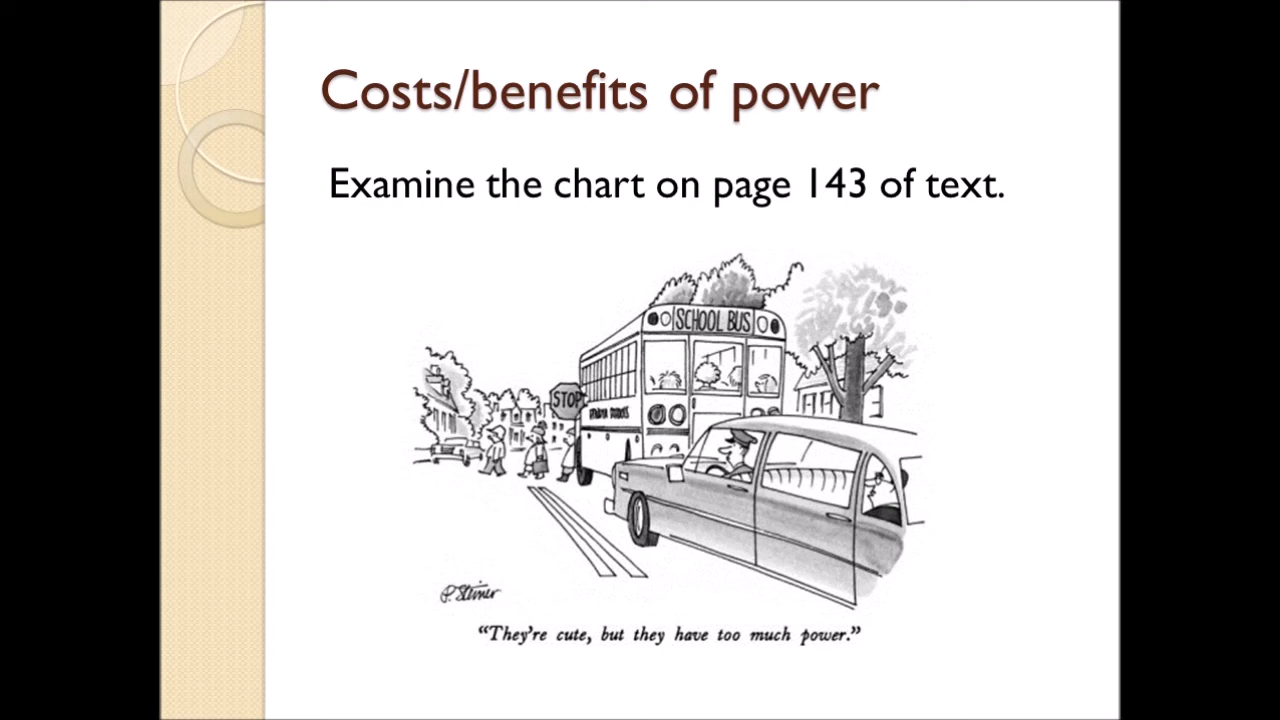 Costs/benefits of power
Examine the chart on page 143 of text.
SCHOOL BUS
STOP
P. Steiner
“They’re cute, but they have too much power.”